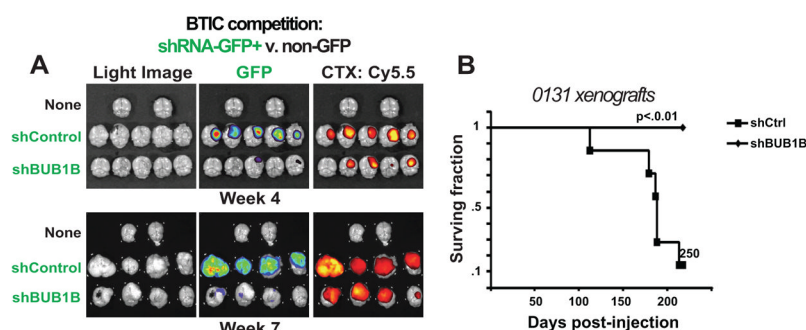 BTIC competition:
shRNA-GFP+ v. non-GFP
A
Light Image
GFP
CTX: Cy5.5
None
shControl
shBUB1B
Week 4
None
shControl
shBUB1B
Week 7
B
0131 xenografts
p<.0.01
shCtrl
shBUB1B
Surving fraction
1
.5
.1
250
50
100
150
200
Days post-injection